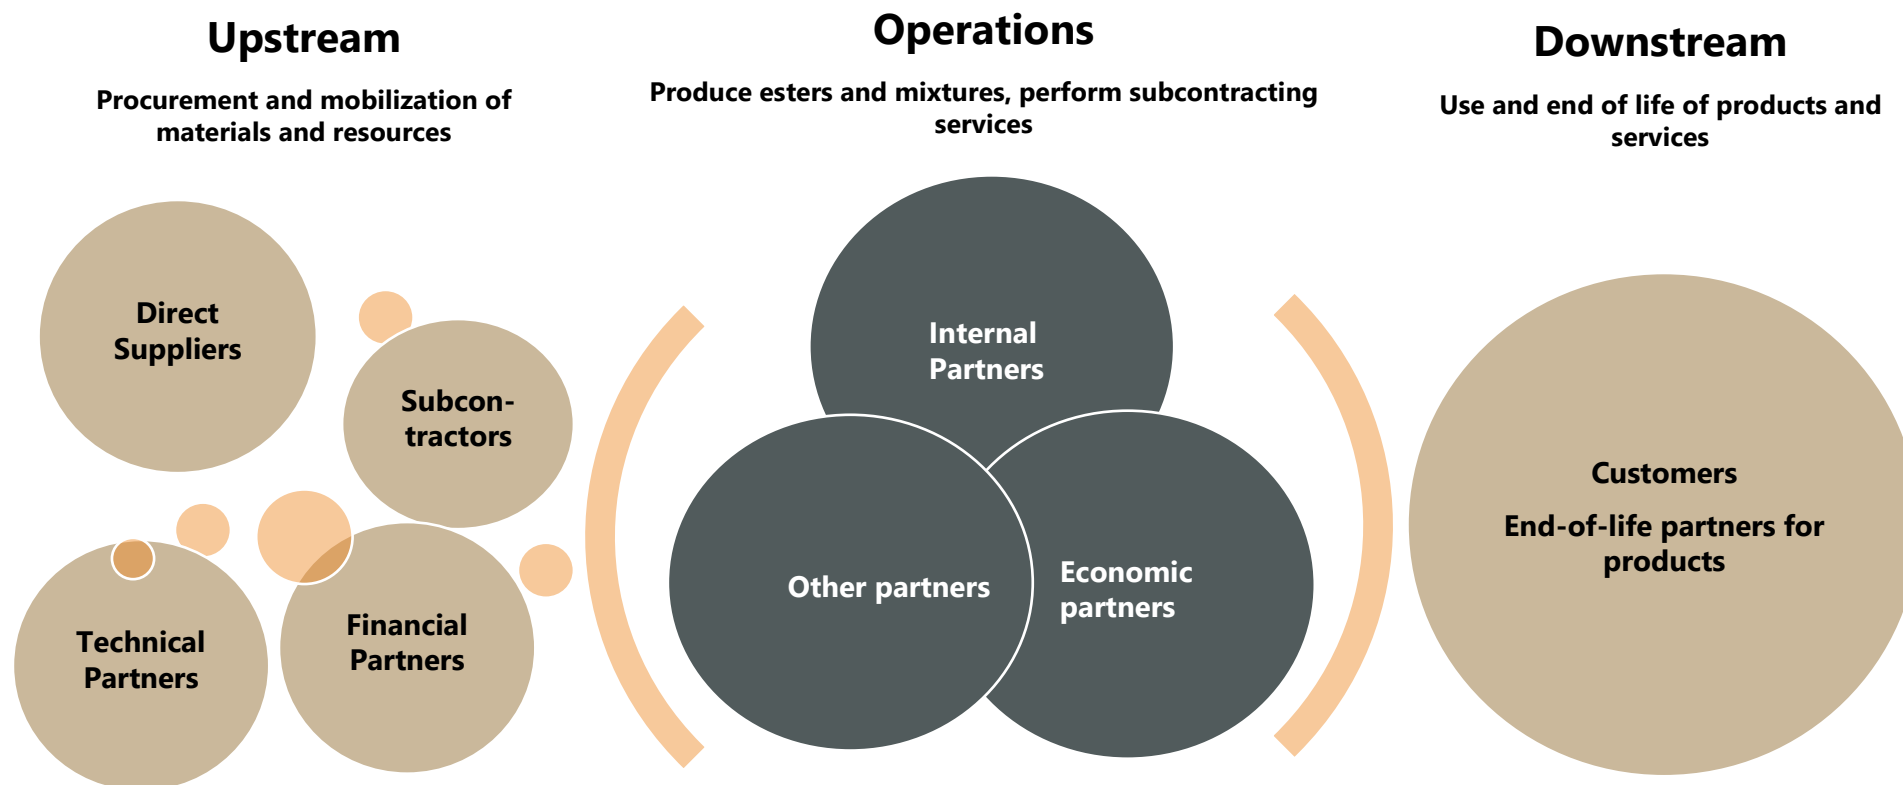 Upstream
Procurement and mobilization of
materials and resources
Direct
Suppliers
Subcon-
tractors
Technical
Partners
Financial
Partners
Operations
Produce esters and mixtures, perform subcontracting
services
Internal
Partners
Other partners
Economic
partners
Downstream
Use and end of life of products and
services
Customers
End-of-life partners for
products